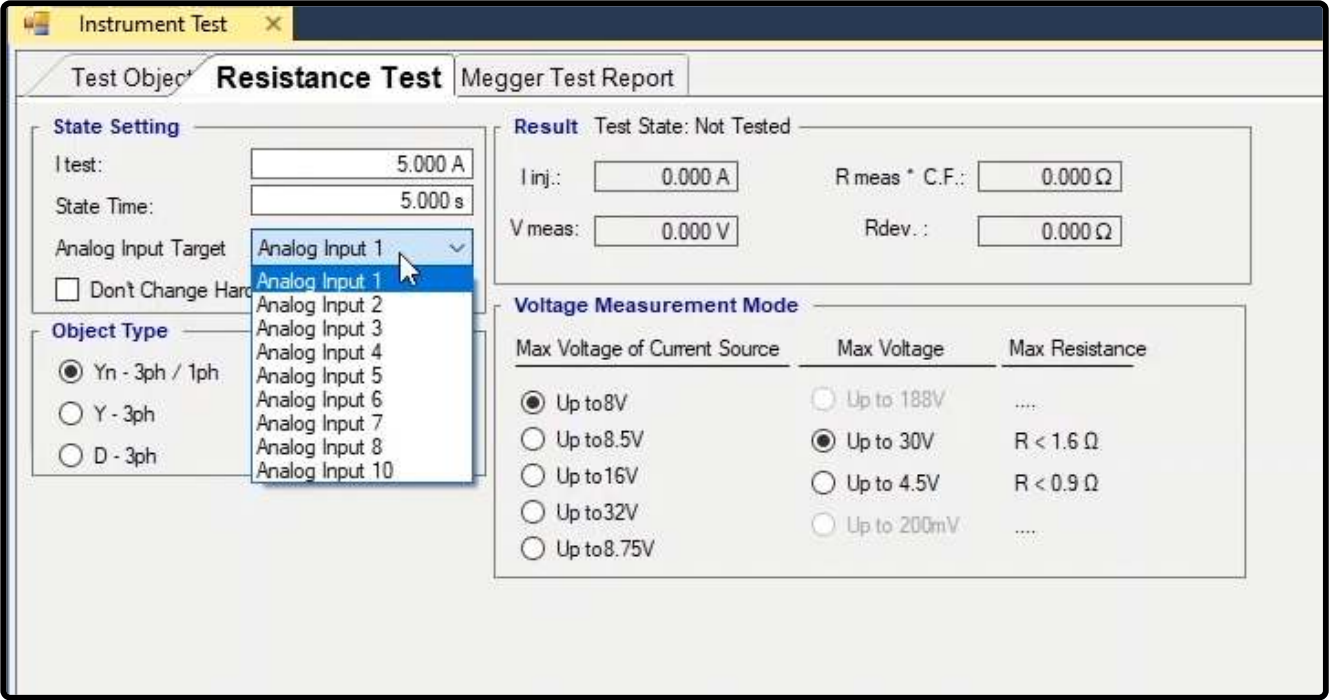 Instrument Test ×
Test Object Resistance Test Megger Test Report
State Setting
I test: 5.000 A
State Time: 5.000 s
Analog Input Target Analog Input 1
Don't Change Hard
Analog Input 1
Analog Input 2
Analog Input 3
Analog Input 4
Analog Input 5
Analog Input 6
Analog Input 7
Analog Input 8
Analog Input 10
Object Type
Yn - 3ph / 1ph
Y - 3ph
D - 3ph
Result Test State: Not Tested
I inj.: 0.000 A R meas * C.F.: 0.000 Ω
V meas: 0.000 V Rdev. : 0.000 Ω
Voltage Measurement Mode
Max Voltage of Current Source Max Voltage Max Resistance
Up to8V Up to 188V ....
Up to8.5V Up to 30V R < 1.6 Ω
Up to16V Up to 4.5V R < 0.9 Ω
Up to32V Up to 200mV ....
Up to8.75V